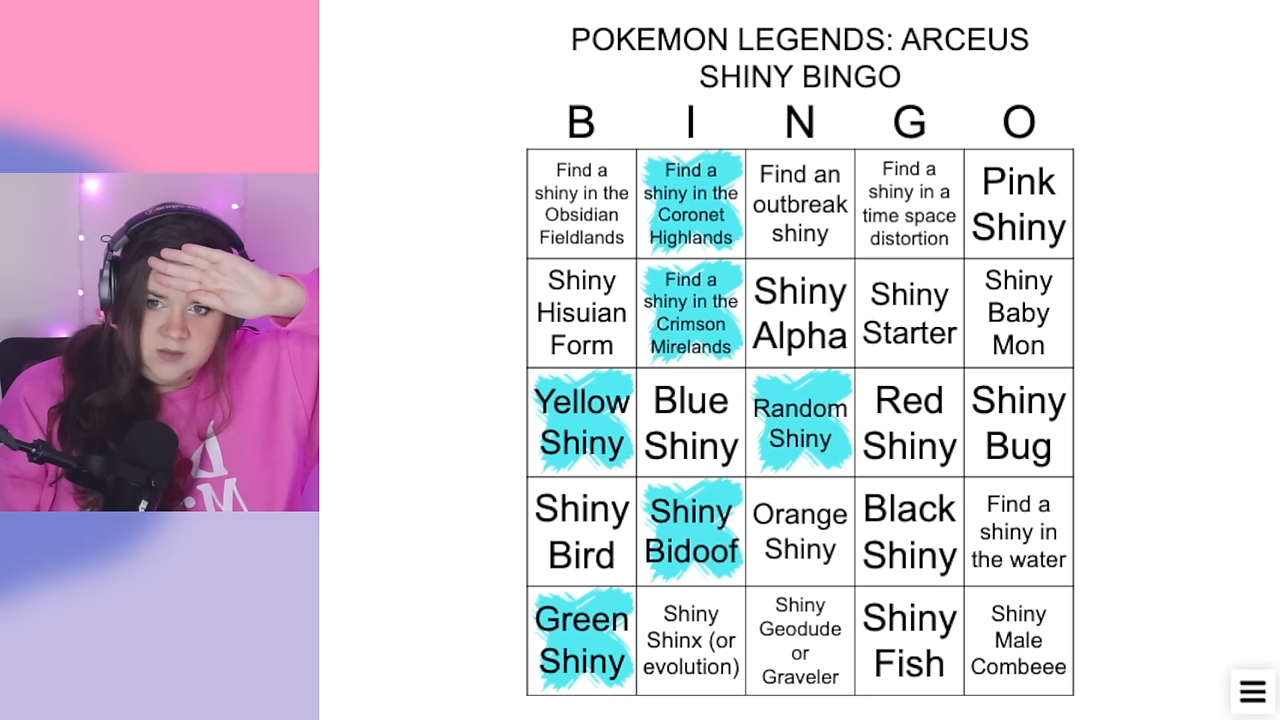 POKEMON LEGENDS: ARCEUS
SHINY BINGO
B I N G O
Find a
shiny in the
Obsidian
Fieldlands
Find a
shiny in the
Coronet
Highlands
Find an
outbreak
shiny
Find a
shiny in a
time space
distortion
Pink
Shiny
Shiny
Hisuian
Form
Find a
shiny in the
Crimson
Mirelands
Shiny
Alpha
Shiny
Starter
Shiny
Baby
Mon
Yellow
Shiny
Blue
Shiny
Random
Shiny
Red
Shiny
Shiny
Bug
Shiny
Bird
Shiny
Bidoof
Orange
Shiny
Black
Shiny
Find a
shiny in
the water
Green
Shiny
Shiny
Shinx (or
evolution)
Shiny
Geodude
or
Graveler
Shiny
Fish
Shiny
Male
Combeee